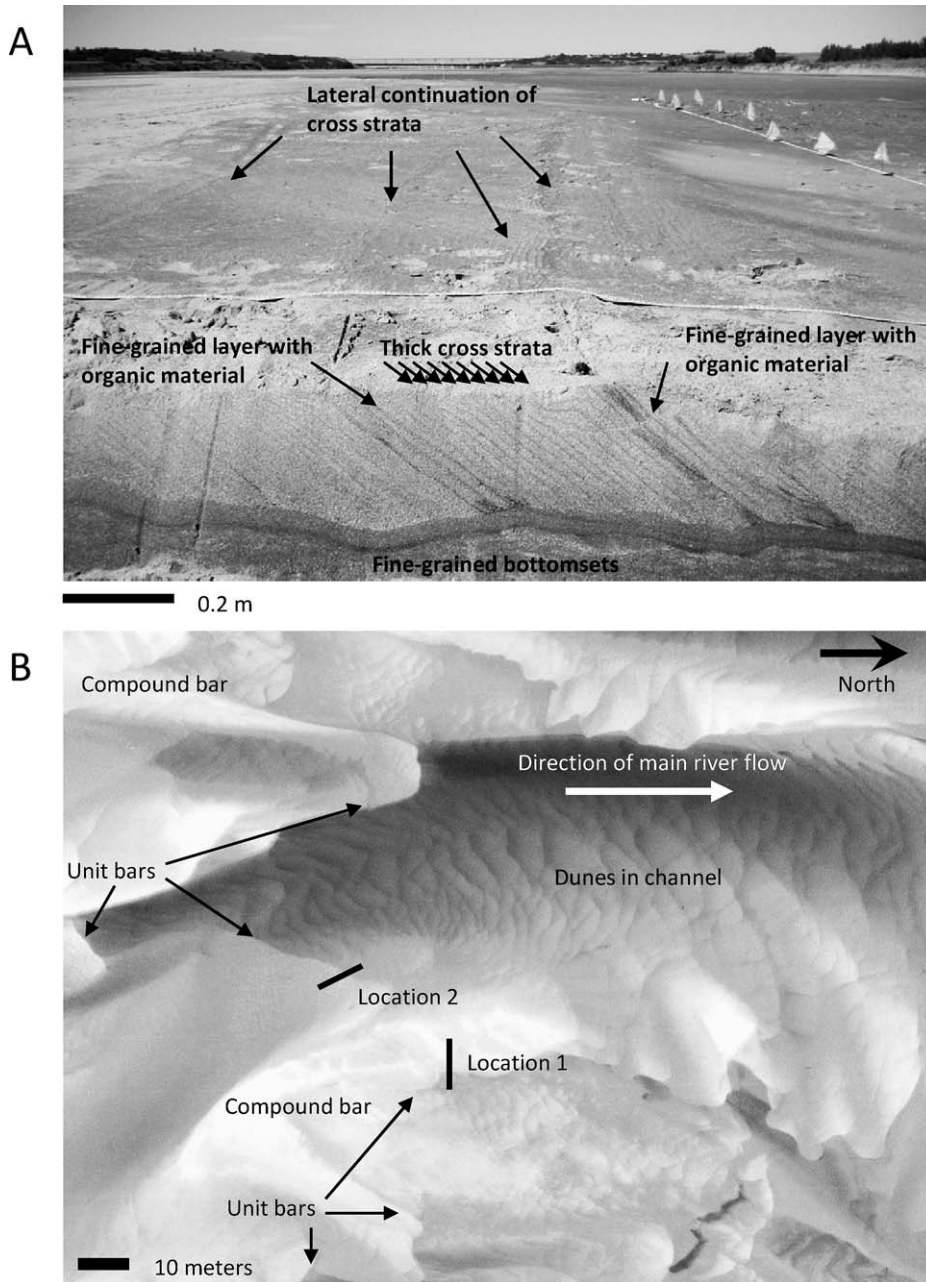 A
Lateral continuation of
cross strata
Fine-grained layer with
organic material
Thick cross strata
Fine-grained layer with
organic material
Fine-grained bottomsets
0.2 m
B
Compound bar
North
Direction of main river flow
Unit bars
Dunes in channel
Location 2
Location 1
Compound bar
Unit bars
10 meters